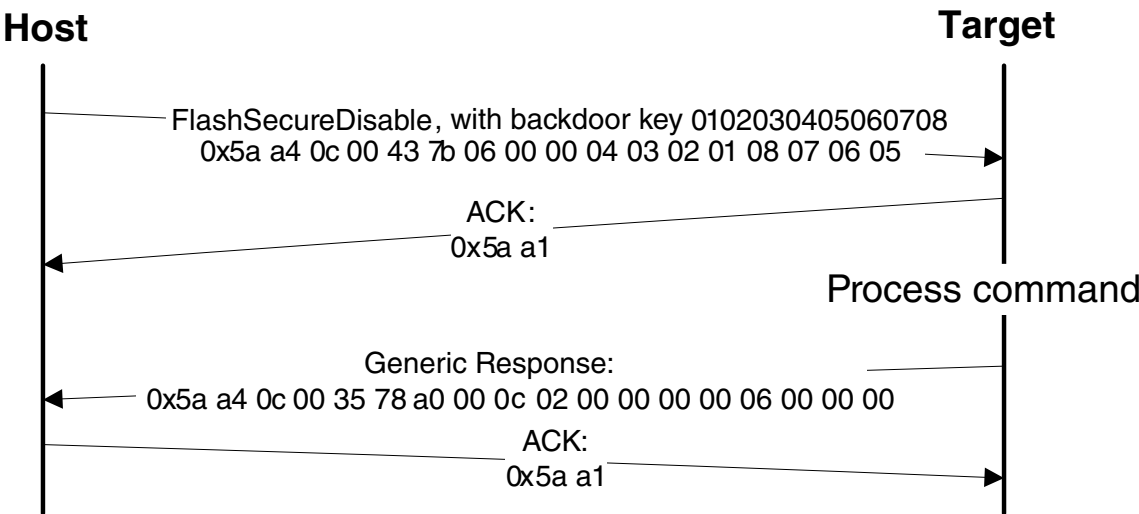 Host
Target
FlashSecureDisable, with backdoor key 0102030405060708
0x5a a4 0c 00 43 7b 06 00 00 04 03 02 01 08 07 06 05
ACK:
0x5a a1
Process command
Generic Response:
0x5a a4 0c 00 35 78 a0 00 0c 02 00 00 00 00 06 00 00 00
ACK:
0x5a a1